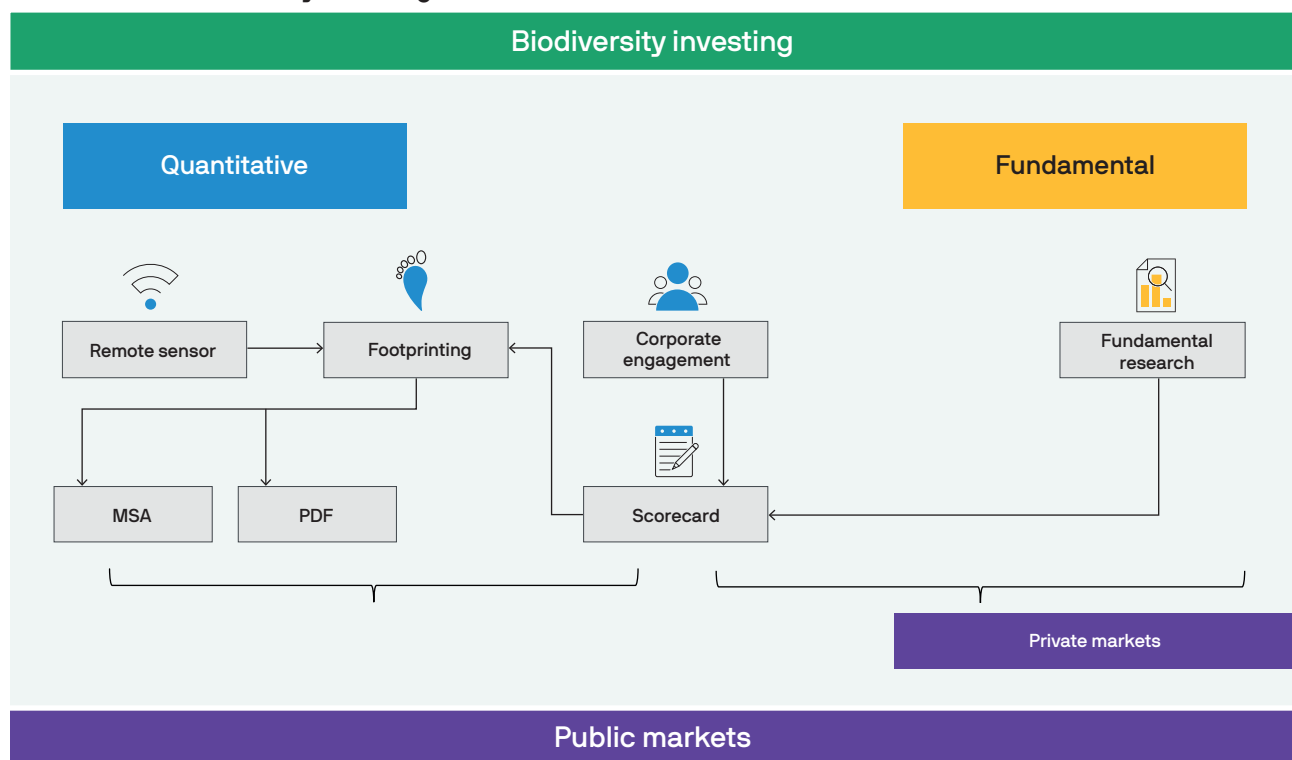 Biodiversity investing
Quantitative
Fundamental
Remote sensor
Footprinting
Corporate
engagement
Fundamental
research
MSA
PDF
Scorecard
Private markets
Public markets